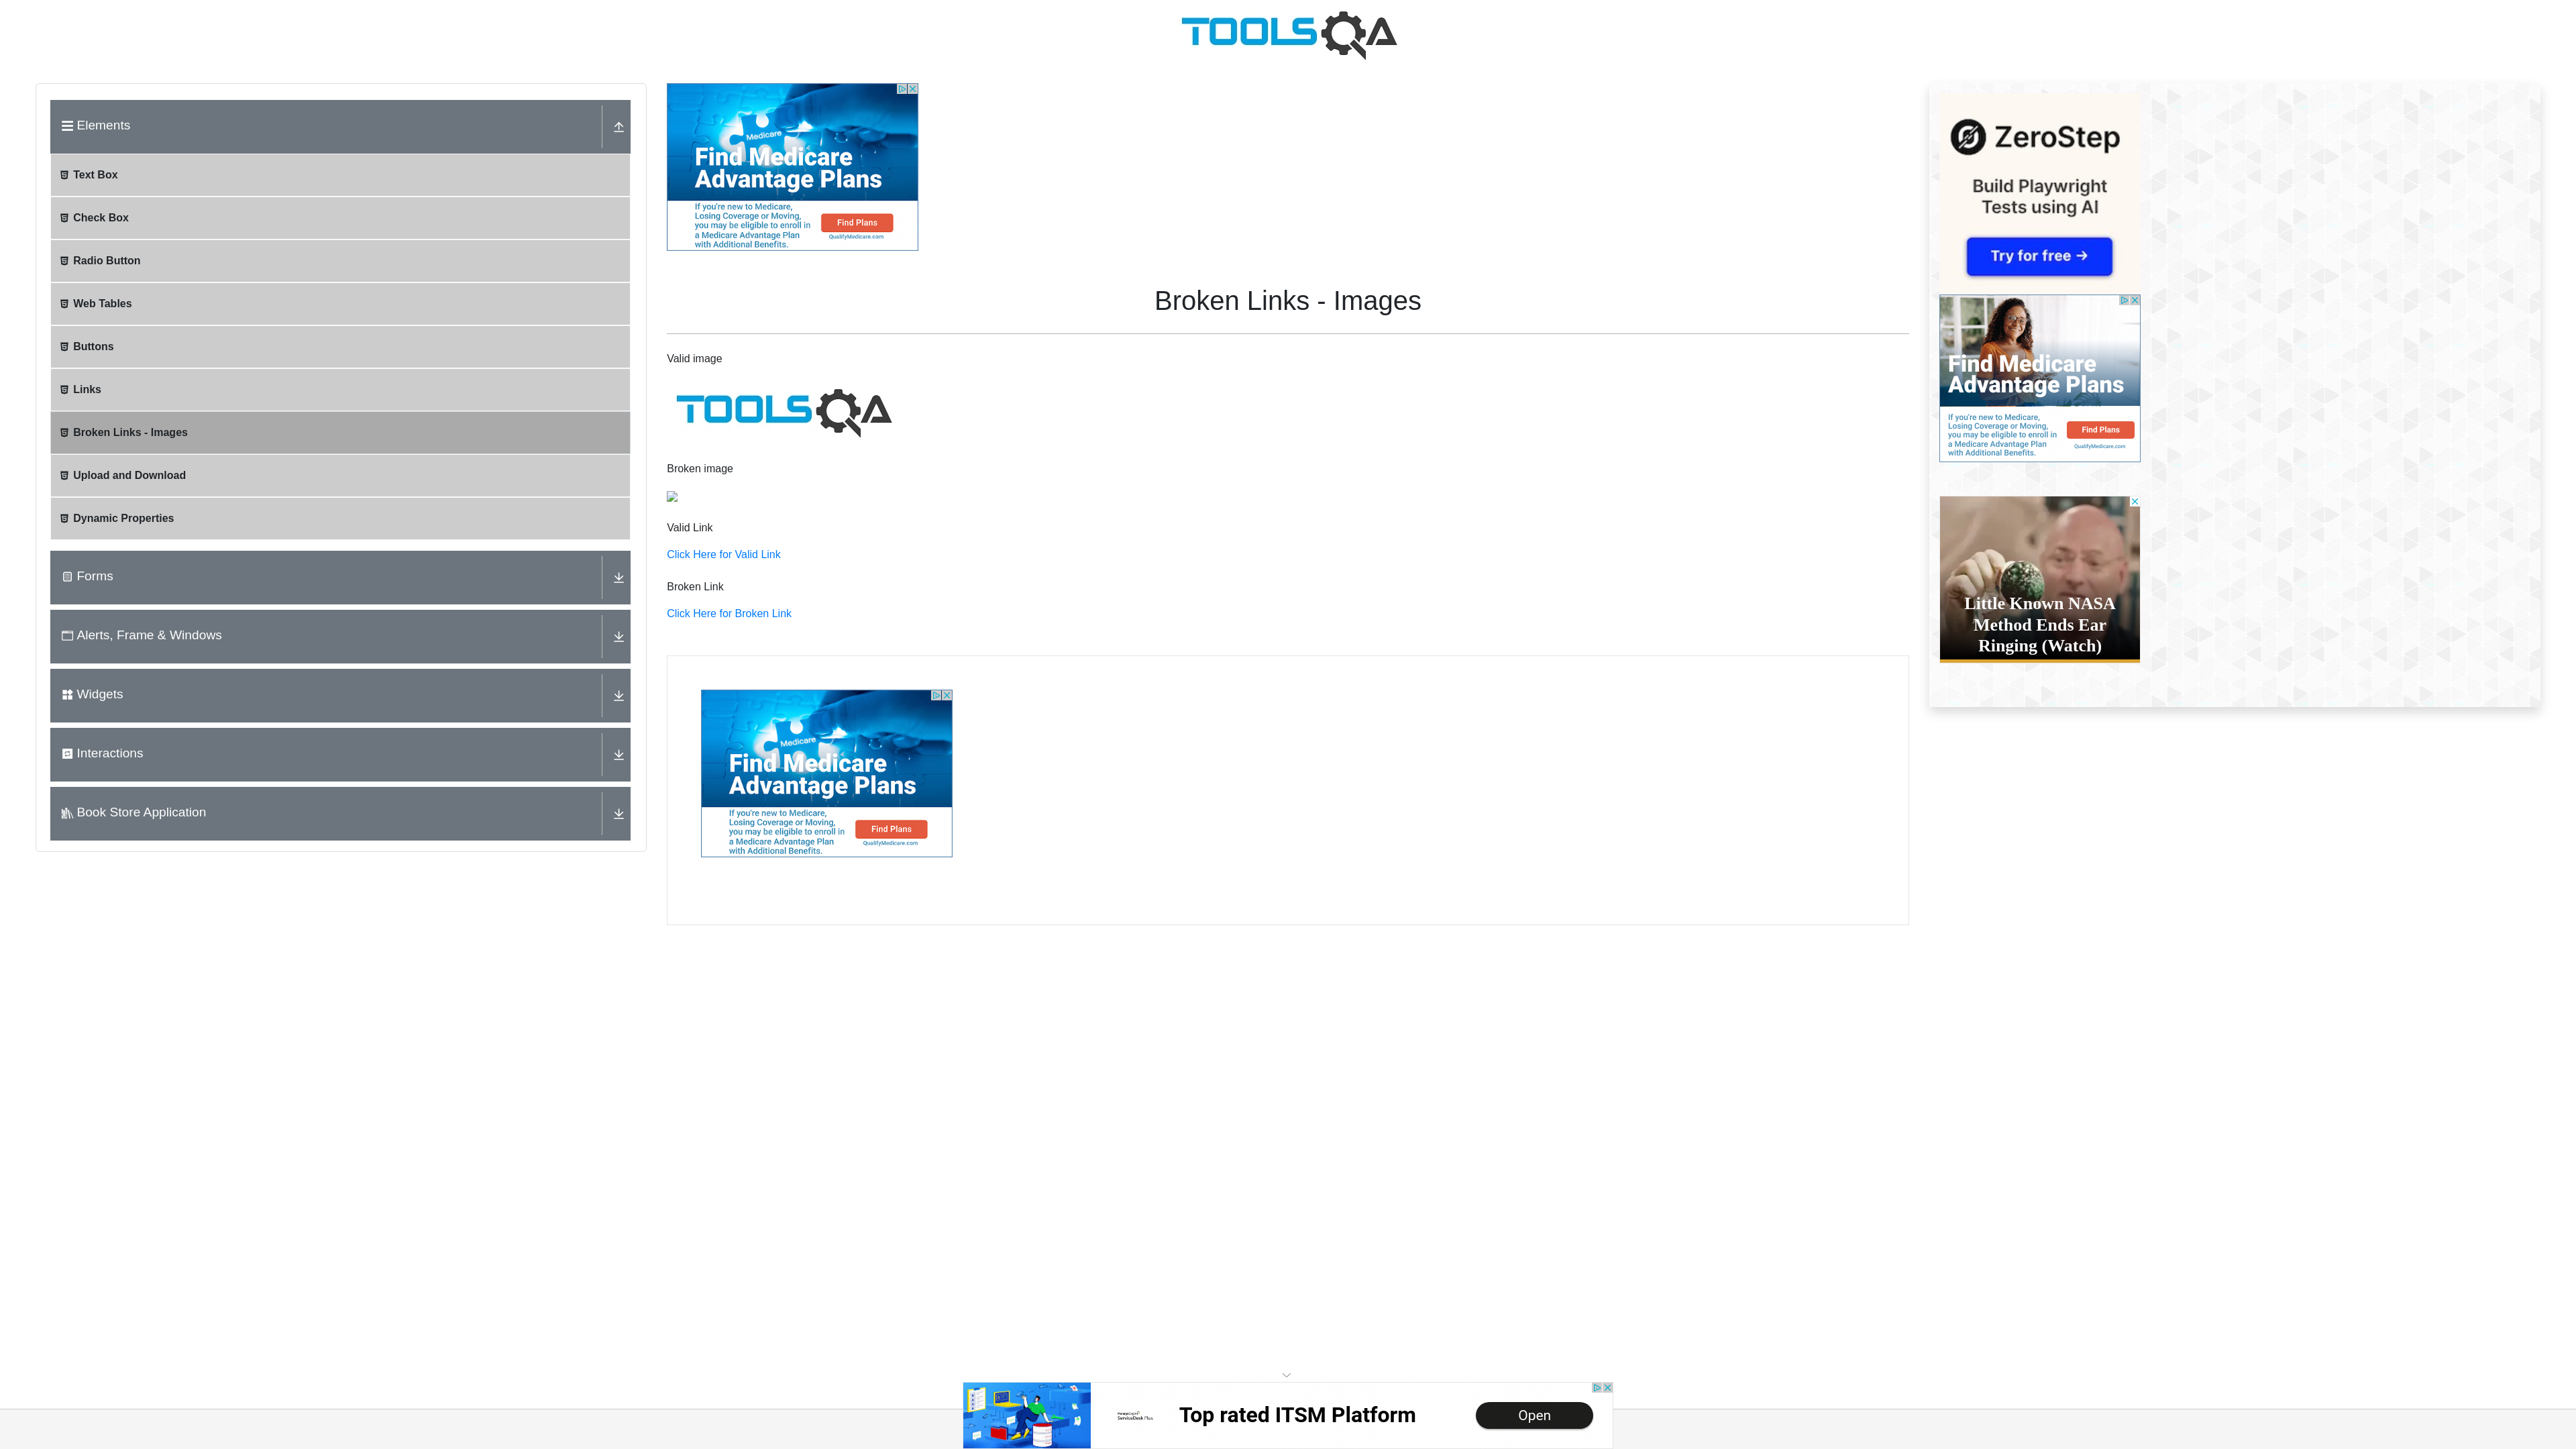 TOOLSQA
Elements
Text Box
Check Box
Radio Button
Web Tables
Buttons
Links
Broken Links - Images
Upload and Download
Dynamic Properties
Forms
Alerts, Frame & Windows
Widgets
Interactions
Book Store Application
Medicare
Find Medicare
Advantage Plans
If you're new to Medicare,
Losing Coverage or Moving,
you may be eligible to enroll in
a Medicare Advantage Plan
with Additional Benefits.
Find Plans
QualifyMedicare.com
Broken Links - Images
Valid image
TOOLSQA
Broken image
Valid Link
Click Here for Valid Link
Broken Link
Click Here for Broken Link
Medicare
Find Medicare
Advantage Plans
If you're new to Medicare,
Losing Coverage or Moving,
you may be eligible to enroll in
a Medicare Advantage Plan
with Additional Benefits.
Find Plans
QualifyMedicare.com
ZeroStep
Build Playwright
Tests using AI
Try for free →
Find Medicare
Advantage Plans
If you're new to Medicare,
Losing Coverage or Moving,
you may be eligible to enroll in
a Medicare Advantage Plan
with Additional Benefits.
Find Plans
QualifyMedicare.com
Little Known NASA
Method Ends Ear
Ringing (Watch)
ServiceDesk Plus
Top rated ITSM Platform
Open